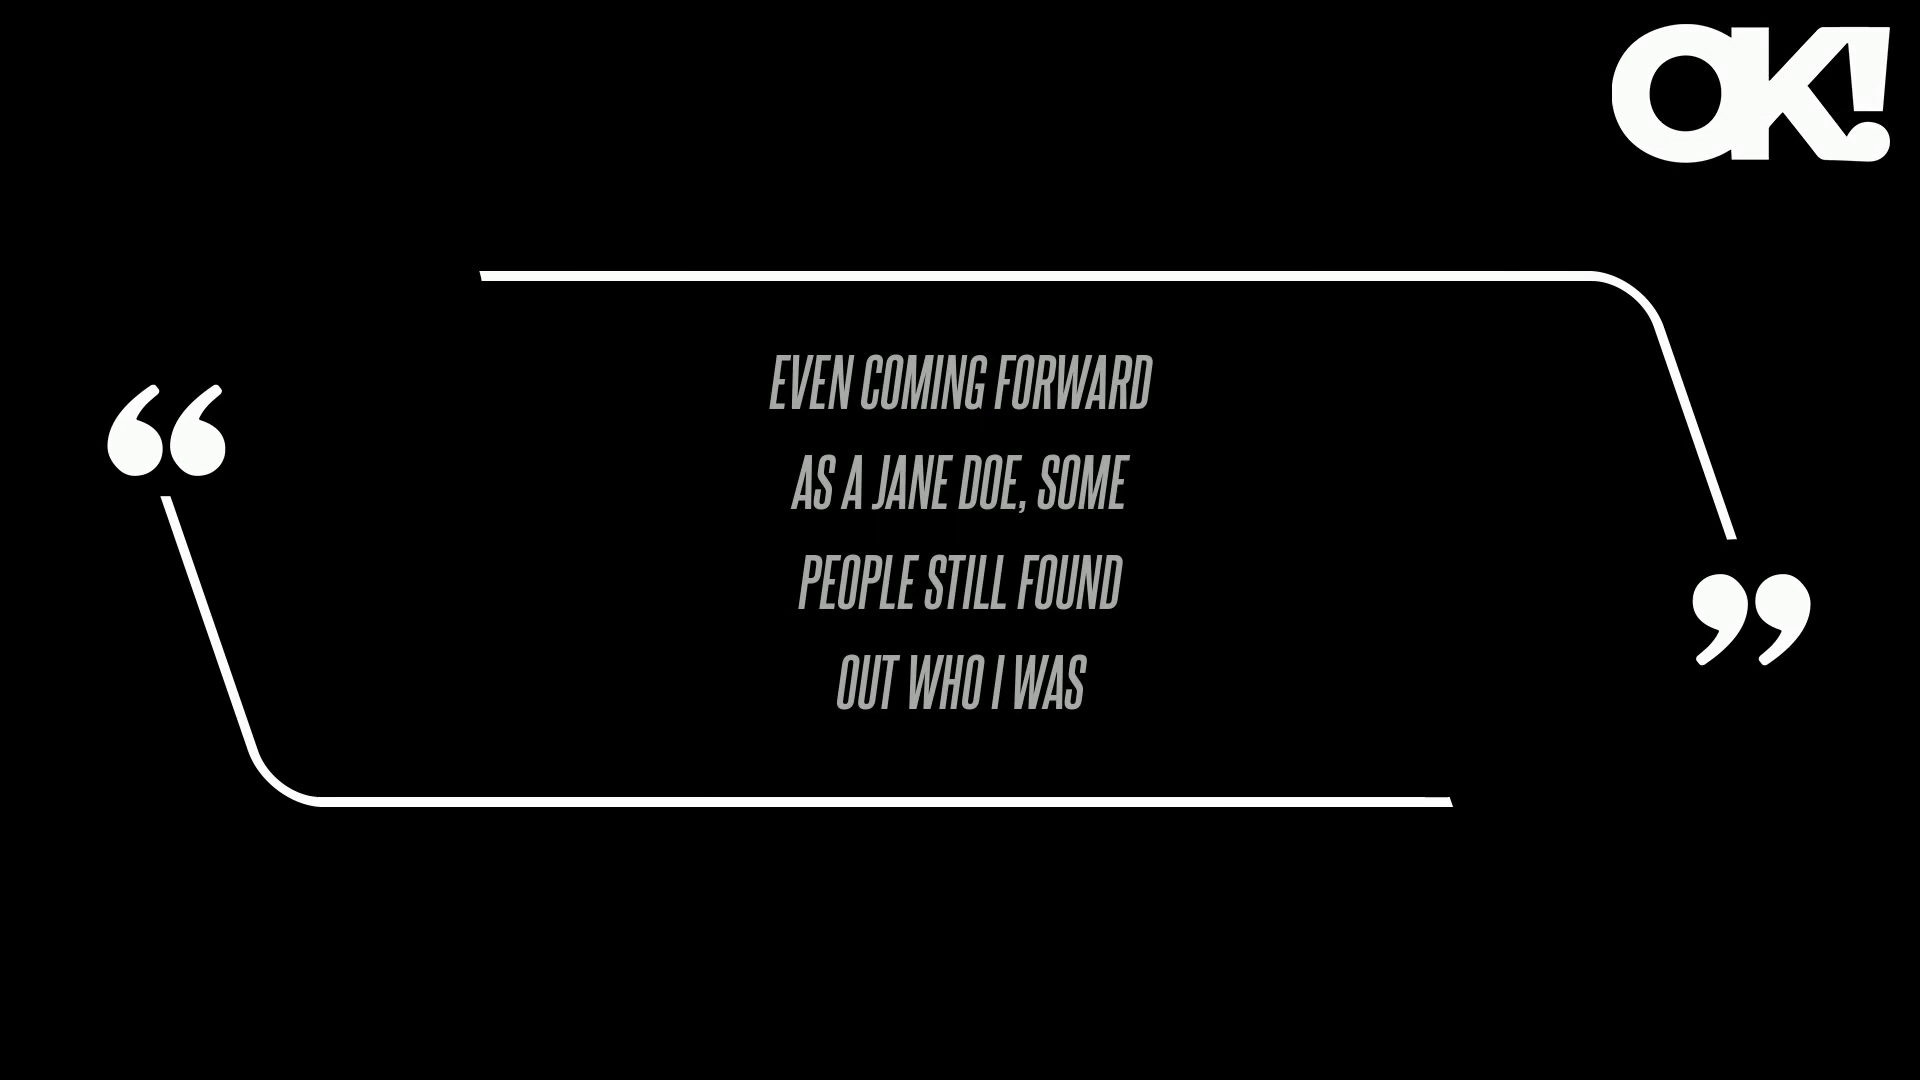 OK!
“
EVEN COMING FORWARD
AS A JANE DOE, SOME
PEOPLE STILL FOUND
OUT WHO I WAS
”